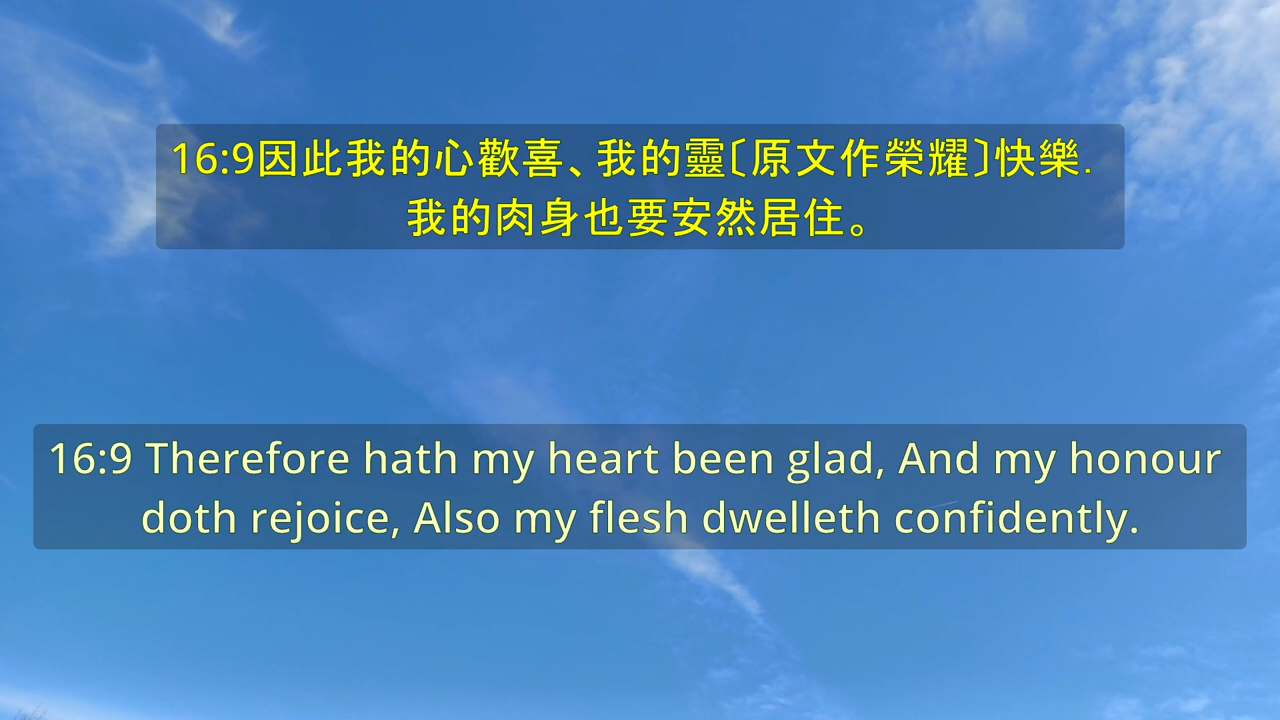 16:9因此我的心歡喜、我的靈〔原文作榮耀〕快樂.
我的肉身也要安然居住。
16:9 Therefore hath my heart been glad, And my honour
doth rejoice, Also my flesh dwelleth confidently.